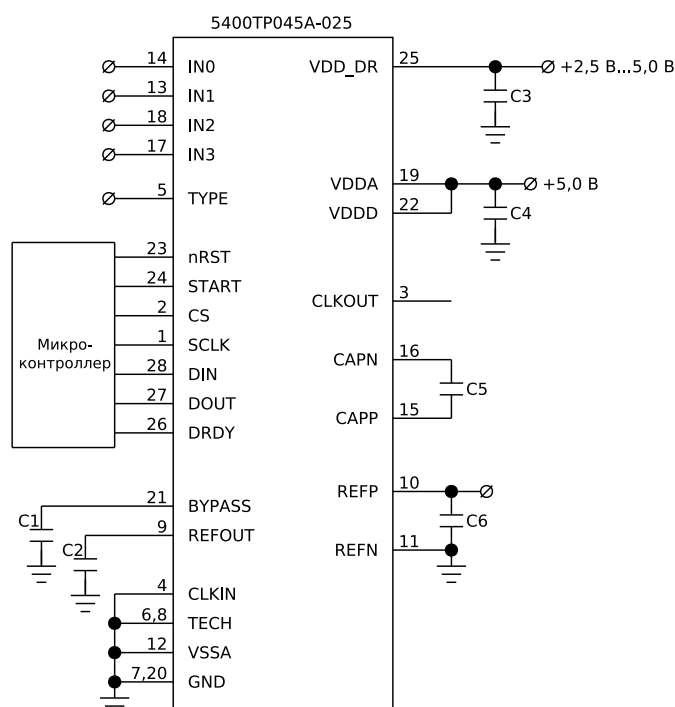 5400TP045A-025
14 IN0
13 IN1
18 IN2
17 IN3
5 TYPE
23 nRST
24 START
2 CS
1 SCLK
28 DIN
27 DOUT
26 DRDY
Микро-
контроллер
21 BYPASS
C1
9 REFOUT
C2
4 CLKIN
6,8 TECH
12 VSSA
7,20 GND
VDD_DR 25 +2,5 В...5,0 В
C3
VDDA 19 +5,0 В
VDDD 22
C4
CLKOUT 3
CAPN 16
C5
CAPP 15
REFP 10
C6
REFN 11